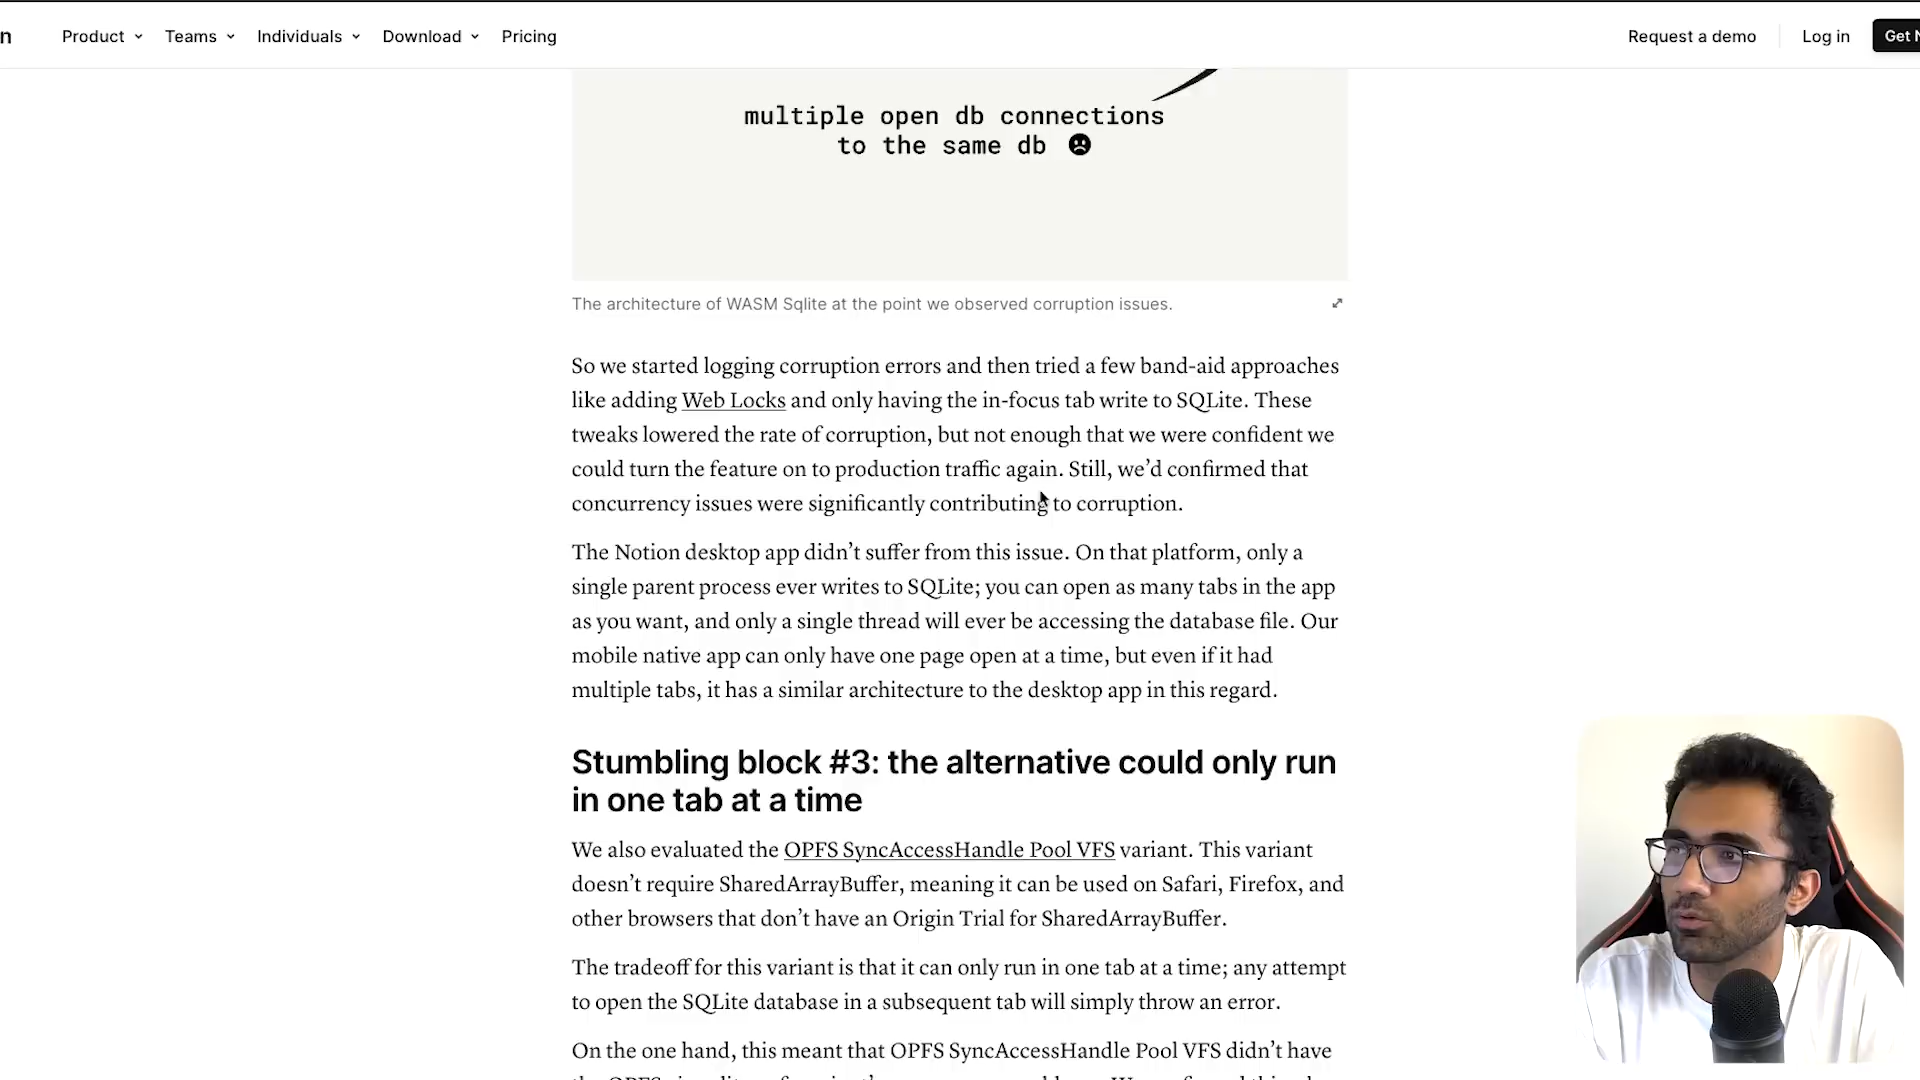 n Product Teams Individuals Download Pricing Request a demo Log in Get N
multiple open db connections
to the same db
The architecture of WASM Sqlite at the point we observed corruption issues.
So we started logging corruption errors and then tried a few band-aid approaches
like adding Web Locks and only having the in-focus tab write to SQLite. These
tweaks lowered the rate of corruption, but not enough that we were confident we
could turn the feature on to production traffic again. Still, we’d confirmed that
concurrency issues were significantly contributing to corruption.
The Notion desktop app didn’t suffer from this issue. On that platform, only a
single parent process ever writes to SQLite; you can open as many tabs in the app
as you want, and only a single thread will ever be accessing the database file. Our
mobile native app can only have one page open at a time, but even if it had
multiple tabs, it has a similar architecture to the desktop app in this regard.
Stumbling block #3: the alternative could only run
in one tab at a time
We also evaluated the OPFS SyncAccessHandle Pool VFS variant. This variant
doesn’t require SharedArrayBuffer, meaning it can be used on Safari, Firefox, and
other browsers that don’t have an Origin Trial for SharedArrayBuffer.
The tradeoff for this variant is that it can only run in one tab at a time; any attempt
to open the SQLite database in a subsequent tab will simply throw an error.
On the one hand, this meant that OPFS SyncAccessHandle Pool VFS didn’t have